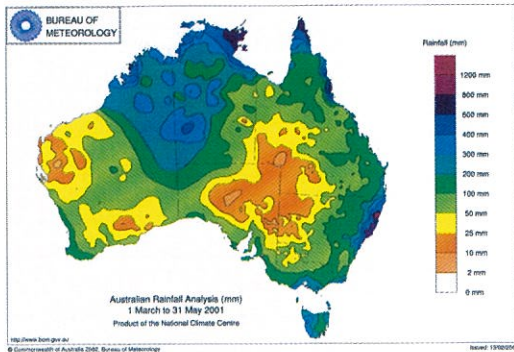 BUREAU OF
METEOROLOGY
Rainfall (mm)
1200 mm
800 mm
600 mm
400 mm
300 mm
200 mm
100 mm
50 mm
25 mm
10 mm
2 mm
0 mm
Australian Rainfall Analysis (mm)
1 March to 31 May 2001
Product of the National Climate Centre
http://www.bom.gov.au
© Commonwealth of Australia 2002, Bureau of Meteorology
Issued: